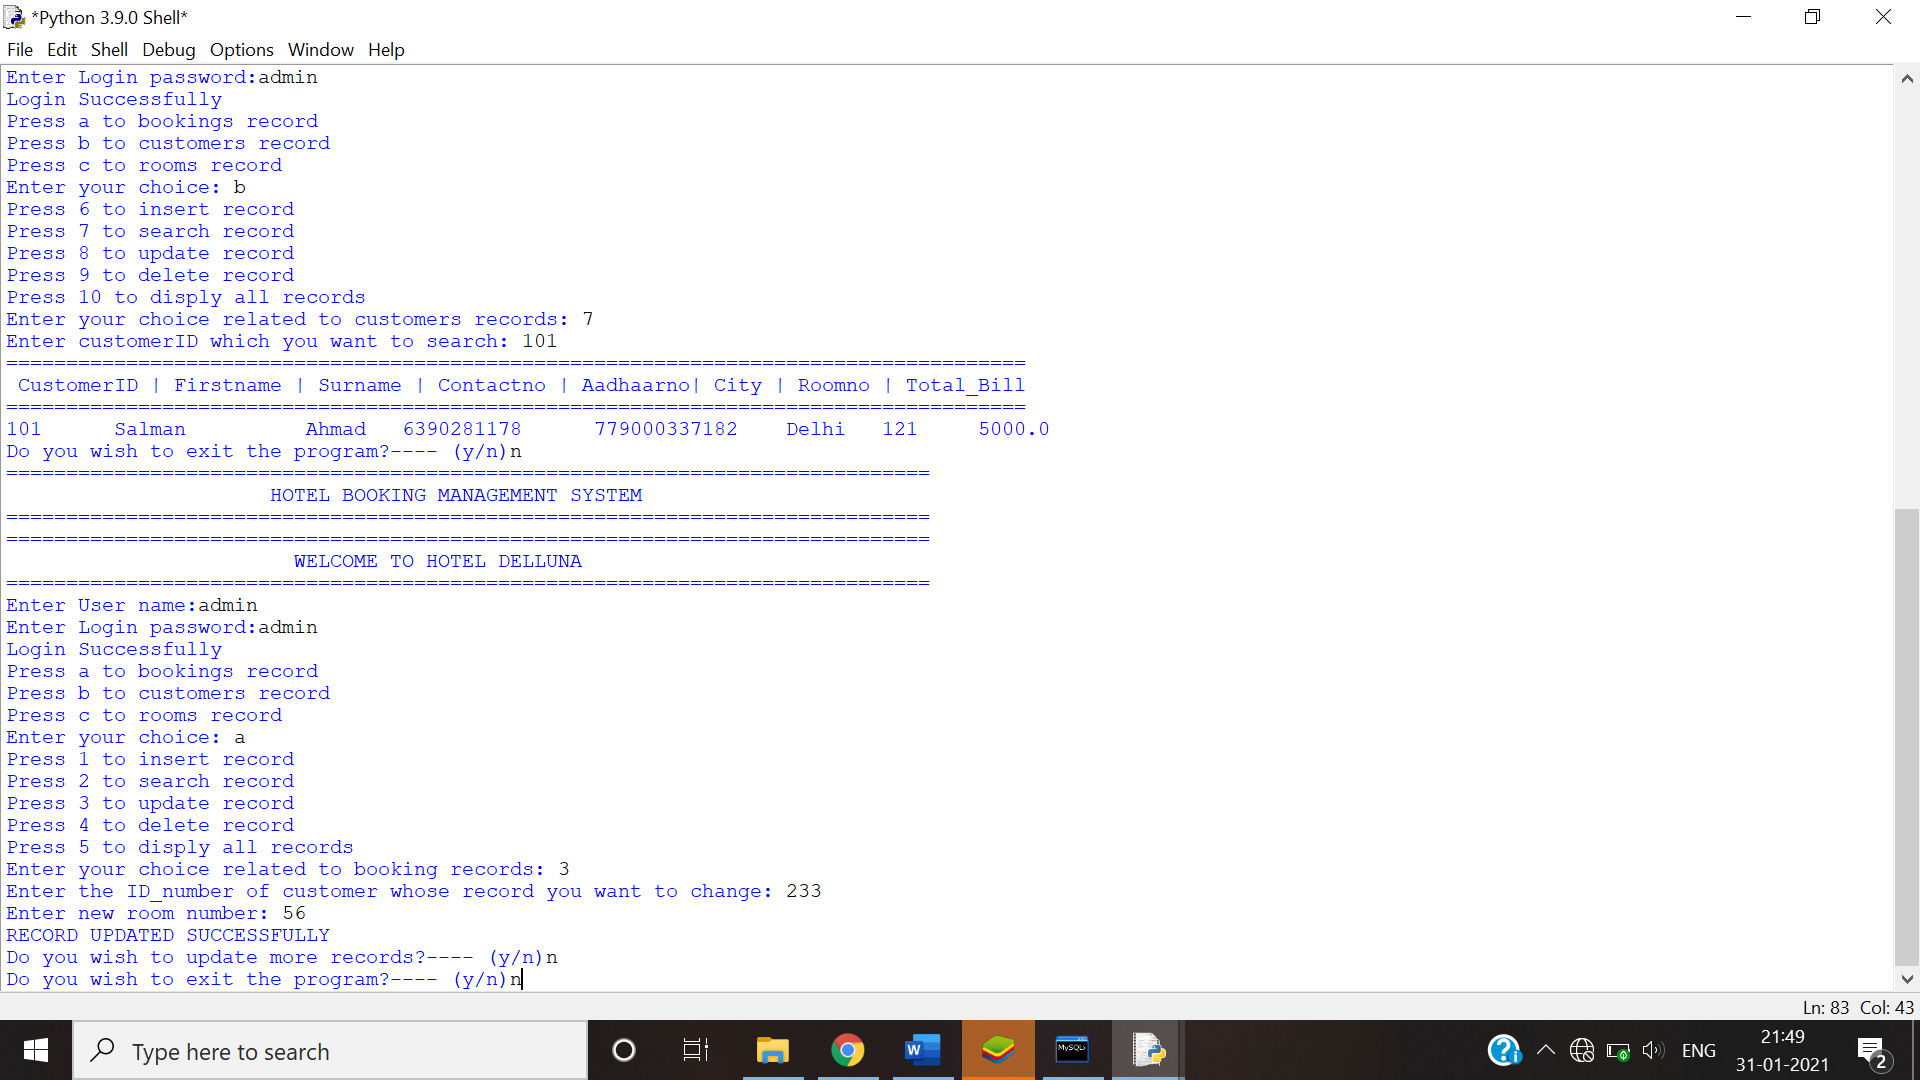 *Python 3.9.0 Shell*
File Edit Shell Debug Options Window Help
Enter Login password:admin
Login Successfully
Press a to bookings record
Press b to customers record
Press c to rooms record
Enter your choice: b
Press 6 to insert record
Press 7 to search record
Press 8 to update record
Press 9 to delete record
Press 10 to disply all records
Enter your choice related to customers records: 7
Enter customerID which you want to search: 101
=====================================================================================
CustomerID | Firstname | Surname | Contactno | Aadhaarno| City | Roomno | Total_Bill
=====================================================================================
101 Salman Ahmad 6390281178 779000337182 Delhi 121 5000.0
Do you wish to exit the program?---- (y/n)n
=============================================================================
HOTEL BOOKING MANAGEMENT SYSTEM
=============================================================================
=============================================================================
WELCOME TO HOTEL DELLUNA
=============================================================================
Enter User name:admin
Enter Login password:admin
Login Successfully
Press a to bookings record
Press b to customers record
Press c to rooms record
Enter your choice: a
Press 1 to insert record
Press 2 to search record
Press 3 to update record
Press 4 to delete record
Press 5 to disply all records
Enter your choice related to booking records: 3
Enter the ID_number of customer whose record you want to change: 233
Enter new room number: 56
RECORD UPDATED SUCCESSFULLY
Do you wish to update more records?---- (y/n)n
Do you wish to exit the program?---- (y/n)n
Ln: 83 Col: 43
Type here to search
W
MySQL
ENG
21:49
31-01-2021
2